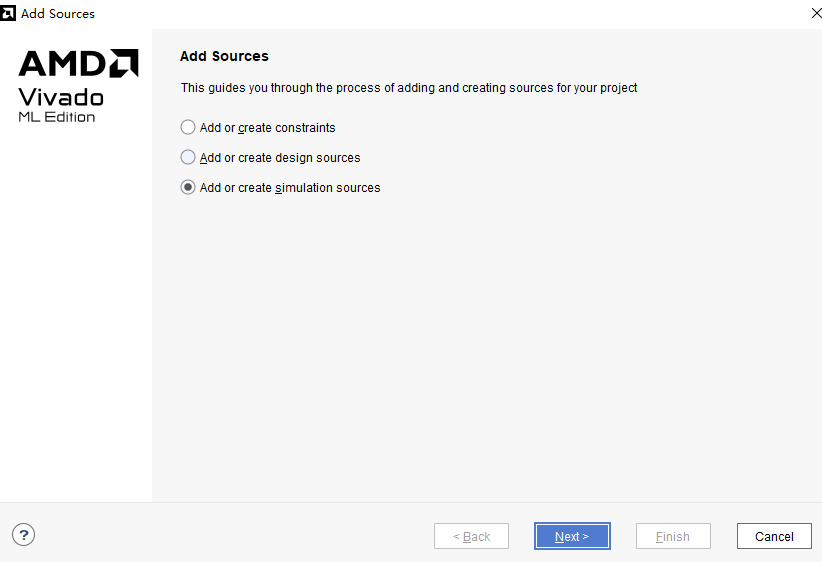 Add Sources
AMD
Vivado
ML Edition
Add Sources
This guides you through the process of adding and creating sources for your project
Add or create constraints
Add or create design sources
Add or create simulation sources
?
< Back
Next >
Finish
Cancel